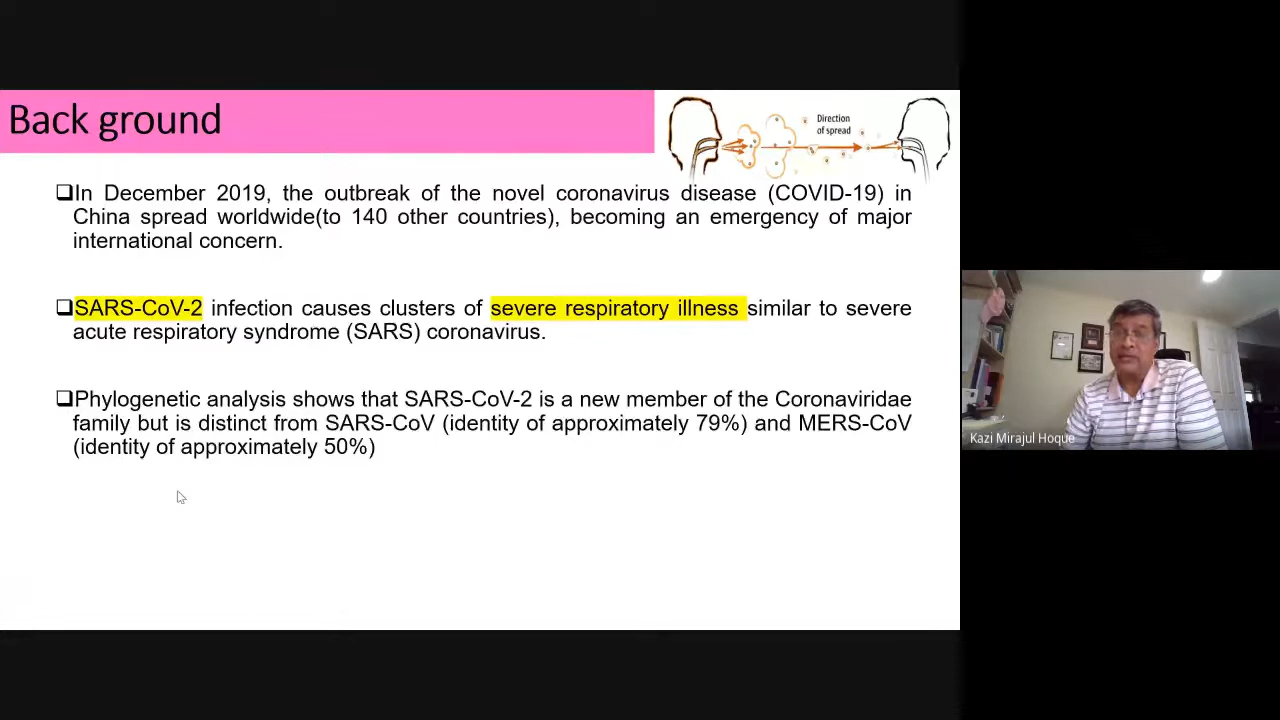 Back ground
Direction
of spread
❑In December 2019, the outbreak of the novel coronavirus disease (COVID-19) in
China spread worldwide(to 140 other countries), becoming an emergency of major
international concern.
❑SARS-CoV-2 infection causes clusters of severe respiratory illness similar to severe
acute respiratory syndrome (SARS) coronavirus.
❑Phylogenetic analysis shows that SARS-CoV-2 is a new member of the Coronaviridae
family but is distinct from SARS-CoV (identity of approximately 79%) and MERS-CoV
(identity of approximately 50%)
Kazi Mirajul Hoque